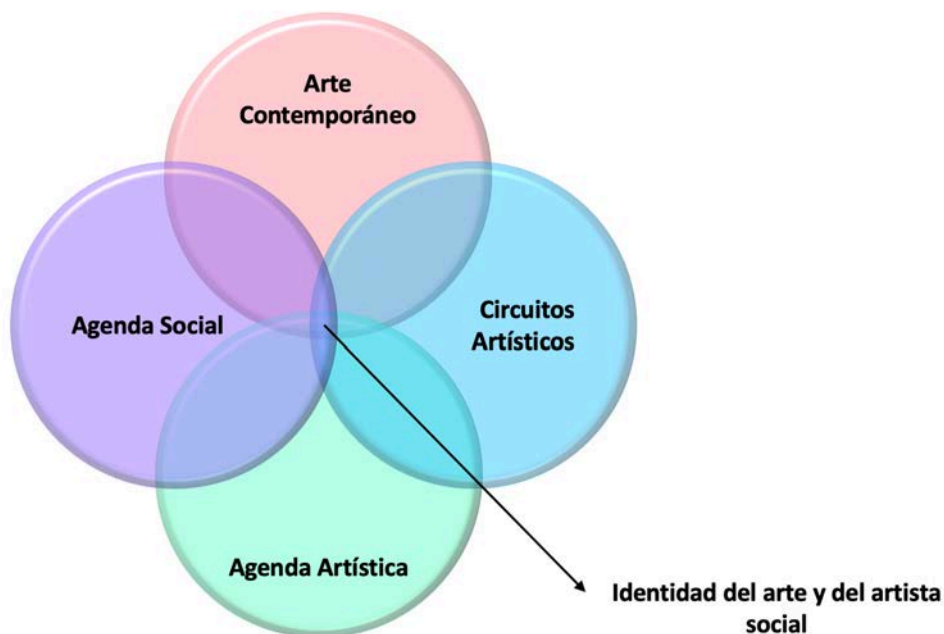 Arte
Contemporáneo
Circuitos
Artísticos
Agenda Social
Agenda Artística
Identidad del arte y del artista
social